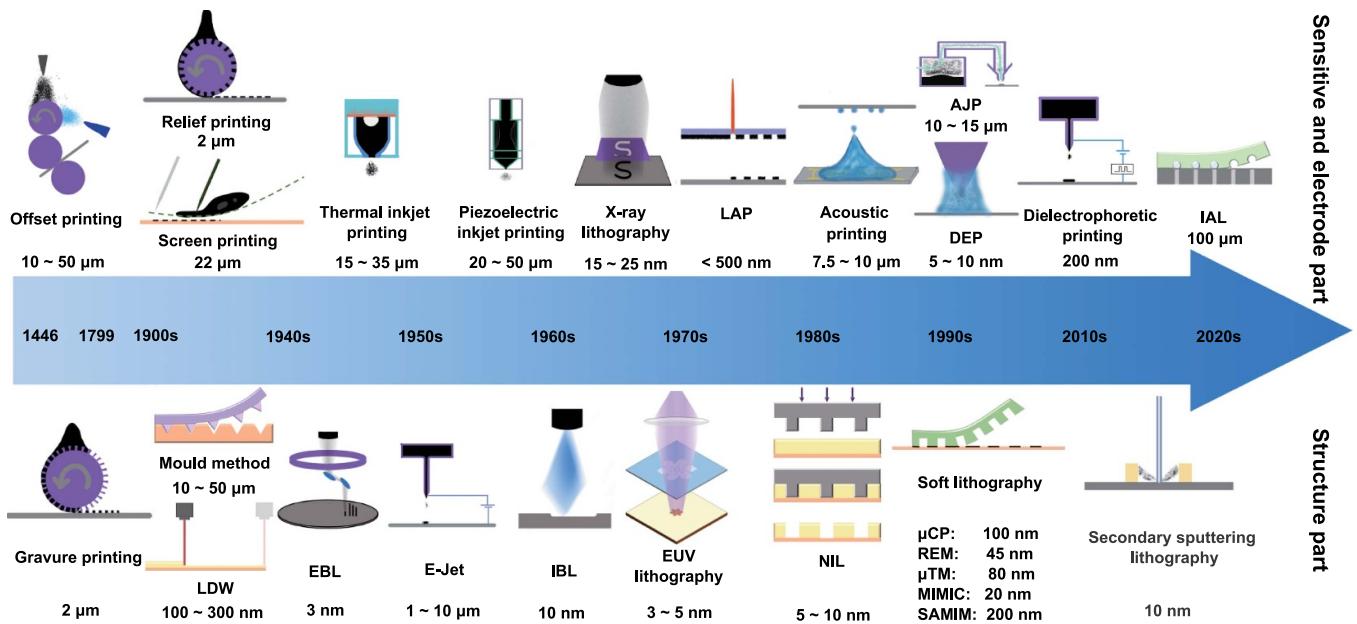 Sensitive and electrode part
Offset printing
10 ~ 50 μm
Relief printing
2 μm
Screen printing
22 μm
Thermal inkjet
printing
15 ~ 35 μm
Piezoelectric
inkjet printing
20 ~ 50 μm
S
S
X-ray
lithography
15 ~ 25 nm
LAP
< 500 nm
Acoustic
printing
7.5 ~ 10 μm
AJP
10 ~ 15 μm
DEP
5 ~ 10 nm
Dielectrophoretic
printing
200 nm
IAL
100 μm
1446 1799 1900s 1940s 1950s 1960s 1970s 1980s 1990s 2010s 2020s
Structure part
Gravure printing
2 μm
Mould method
10 ~ 50 μm
LDW
100 ~ 300 nm
EBL
3 nm
E-Jet
1 ~ 10 μm
IBL
10 nm
EUV
lithography
3 ~ 5 nm
NIL
5 ~ 10 nm
Soft lithography
μCP: 100 nm
REM: 45 nm
μTM: 80 nm
MIMIC: 20 nm
SAMIM: 200 nm
Secondary sputtering
lithography
10 nm